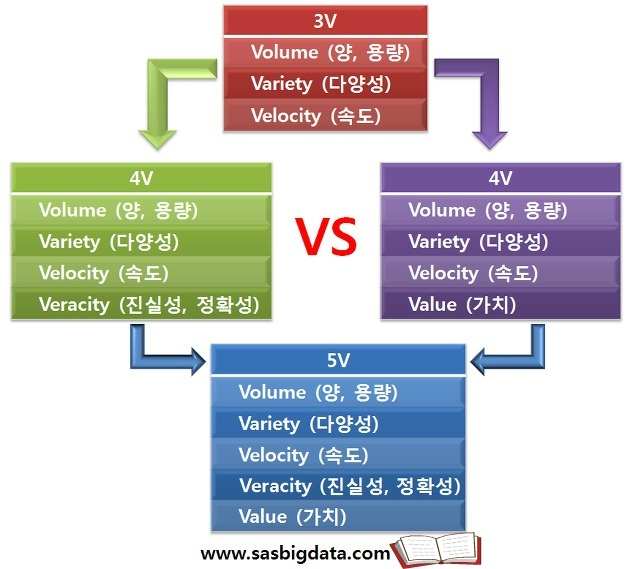 3V
Volume (양, 용량)
Variety (다양성)
Velocity (속도)
4V
Volume (양, 용량)
Variety (다양성)
Velocity (속도)
Veracity (진실성, 정확성)
VS
4V
Volume (양, 용량)
Variety (다양성)
Velocity (속도)
Value (가치)
5V
Volume (양, 용량)
Variety (다양성)
Velocity (속도)
Veracity (진실성, 정확성)
Value (가치)
www.sasbigdata.com